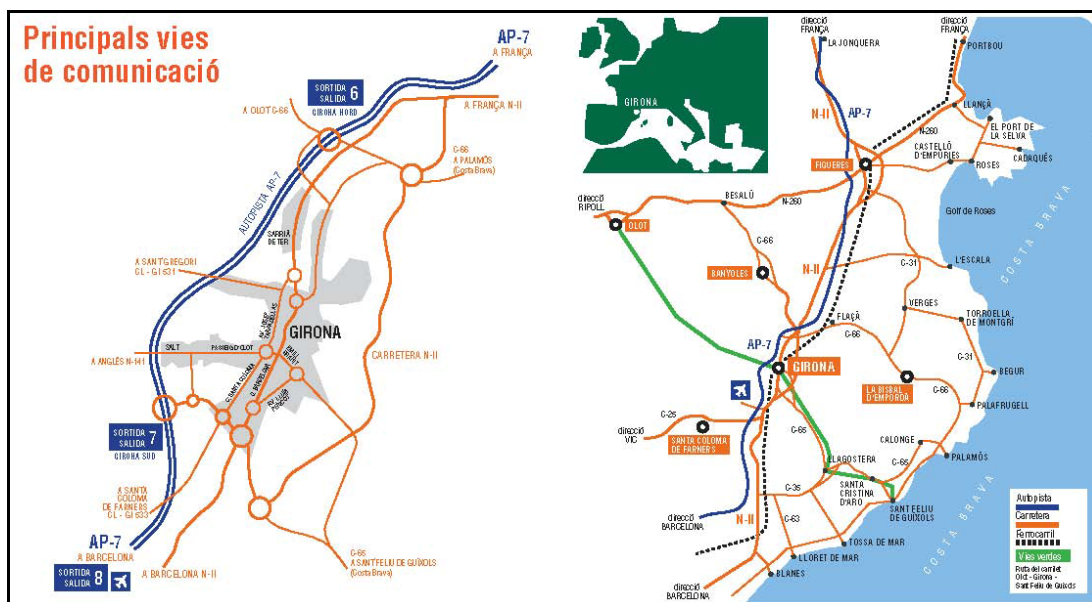 Principals vies
de comunicació
AP-7
A FRANÇA
SORTIDA
SALIDA 6
GIRONA NORD
A OLOT C-66
A FRANÇA N-II
C-66
A PALAMÓS
(Costa Brava)
AUTOPISTA AP-7
SARRIÀ
DE TER
A SANT GREGORI
GIRONA
CARRETERA N-II
SALT
A ANGLÈS N-141
C. BARCELONA
SORTIDA
SALIDA 7
GIRONA SUD
A SANTA
COLOMA
DE FARNERS
AP-7
A BARCELONA
SORTIDA
SALIDA 8
A BARCELONA N-II
C-66
A SANT FELIU DE GUÍXOLS
(Costa Brava)
GIRONA
direcció
FRANÇA
LA JONQUERA
direcció
FRANÇA
PORTBOU
N-II
AP-7
LLANÇÀ
EL PORT DE
LA SELVA
N-260
CASTELLÓ
D'EMPÚRIES
ROSES
CADAQUÉS
FIGUERES
Golf de Roses
direcció
RIPOLL
BESALÚ
N-260
OLOT
C-66
BANYOLES
N-II
C-31
L'ESCALA
COSTA BRAVA
VERGES
TORROELLA
DE MONTGRÍ
FLAÇÀ
AP-7
GIRONA
C-31
BEGUR
LA BISBAL
D'EMPORDÀ
C-66
PALAFRUGELL
C-25
direcció
VIC
SANTA COLOMA
DE FARNERS
C-65
CALONGE
PALAMÓS
LLAGOSTERA
C-65
SANTA
CRISTINA
D'ARO
SANT FELIU
DE GUÍXOLS
C-35
direcció
BARCELONA
N-II
C-63
TOSSA DE MAR
LLORET DE MAR
BLANES
direcció
BARCELONA
COSTA BRAVA
Autopista
Carretera
Ferrocarril
Vies verdes
Ruta del carrilet
Olot - Girona -
Sant Feliu de Guíxols